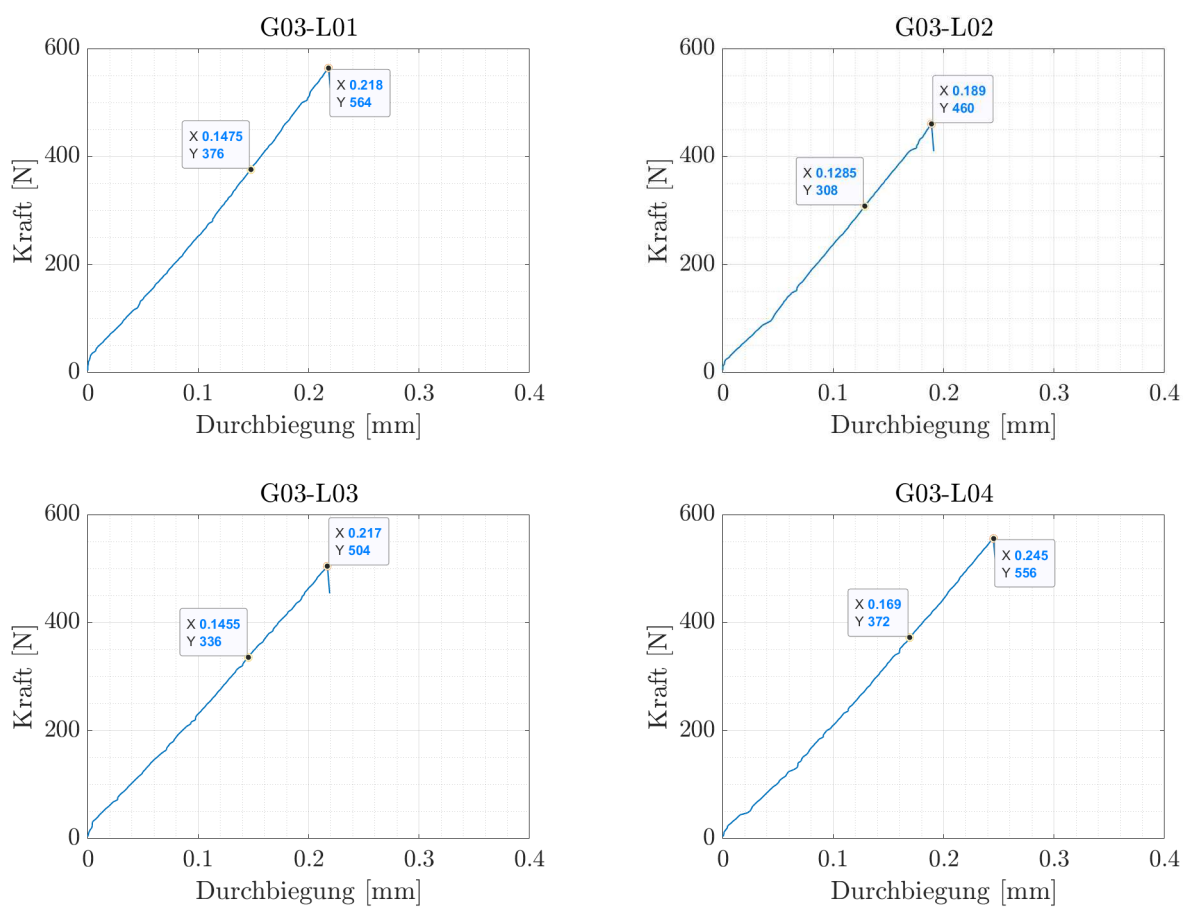 G03-L01
600
400
200
0
Kraft [N]
X 0.218
Y 564
X 0.1475
Y 376
0 0.1 0.2 0.3 0.4
Durchbiegung [mm]
G03-L02
600
400
200
0
Kraft [N]
X 0.189
Y 460
X 0.1285
Y 308
0 0.1 0.2 0.3 0.4
Durchbiegung [mm]
G03-L03
600
400
200
0
Kraft [N]
X 0.217
Y 504
X 0.1455
Y 336
0 0.1 0.2 0.3 0.4
Durchbiegung [mm]
G03-L04
600
400
200
0
Kraft [N]
X 0.245
Y 556
X 0.169
Y 372
0 0.1 0.2 0.3 0.4
Durchbiegung [mm]